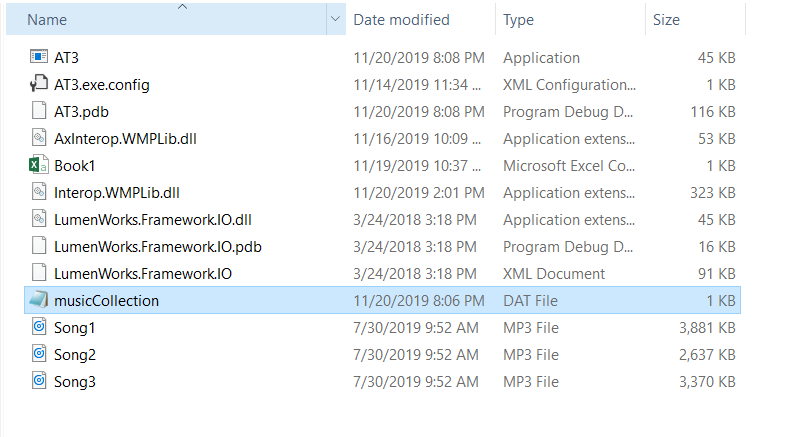 Name Date modified Type Size
AT3 11/20/2019 8:08 PM Application 45 KB
AT3.exe.config 11/14/2019 11:34 ... XML Configuration... 1 KB
AT3.pdb 11/20/2019 8:08 PM Program Debug D... 116 KB
AxInterop.WMPLib.dll 11/16/2019 10:09 ... Application extens... 53 KB
Book1 11/19/2019 10:37 ... Microsoft Excel Co... 1 KB
Interop.WMPLib.dll 11/20/2019 2:01 PM Application extens... 323 KB
LumenWorks.Framework.IO.dll 3/24/2018 3:18 PM Application extens... 45 KB
LumenWorks.Framework.IO.pdb 3/24/2018 3:18 PM Program Debug D... 16 KB
LumenWorks.Framework.IO 3/24/2018 3:18 PM XML Document 91 KB
musicCollection 11/20/2019 8:06 PM DAT File 1 KB
Song1 7/30/2019 9:52 AM MP3 File 3,881 KB
Song2 7/30/2019 9:52 AM MP3 File 2,637 KB
Song3 7/30/2019 9:52 AM MP3 File 3,370 KB